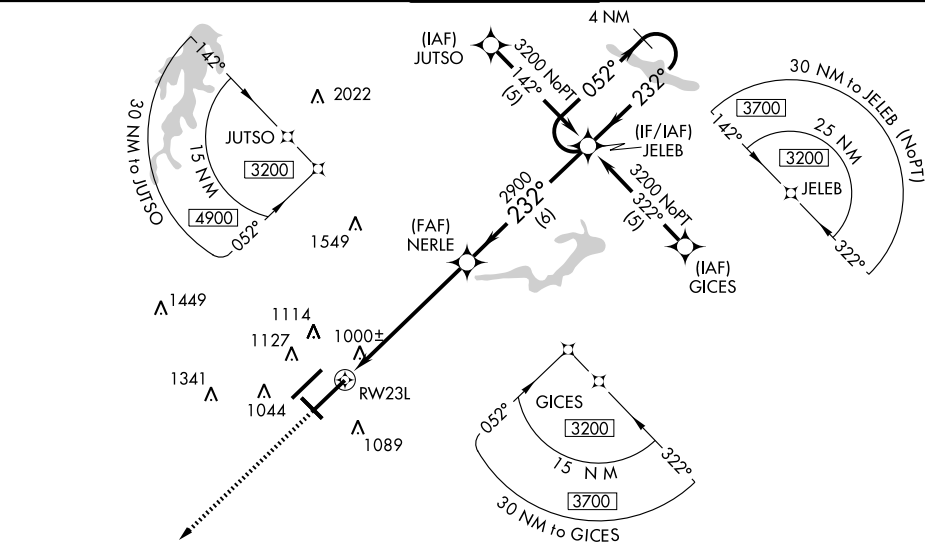 4 NM
(IAF)
JUTSO
3200 NoPT
142°
(5)
052°
232°
(IF/IAF)
JELEB
2900
232°
(6)
3200 NoPT
322°
(5)
(IAF)
GICES
(FAF)
NERLE
142°
30 NM to JUTSO
15 NM
JUTSO
3200
4900
052°
2022
1549
30 NM to JELEB (NoPT)
3700
142°
25 NM
3200
JELEB
322°
1449
1114
1127
1000±
1341
1044
RW23L
1089
GICES
052°
3200
322°
15 NM
3700
30 NM to GICES